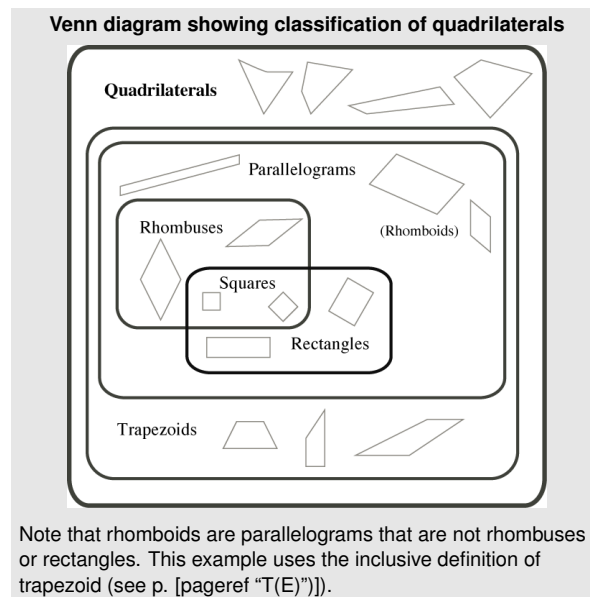 Venn diagram showing classification of quadrilaterals
Quadrilaterals
Parallelograms
Rhombuses
(Rhomboids)
Squares
Rectangles
Trapezoids
Note that rhomboids are parallelograms that are not rhombuses
or rectangles. This example uses the inclusive definition of
trapezoid (see p. [pageref “T(E)”)]).